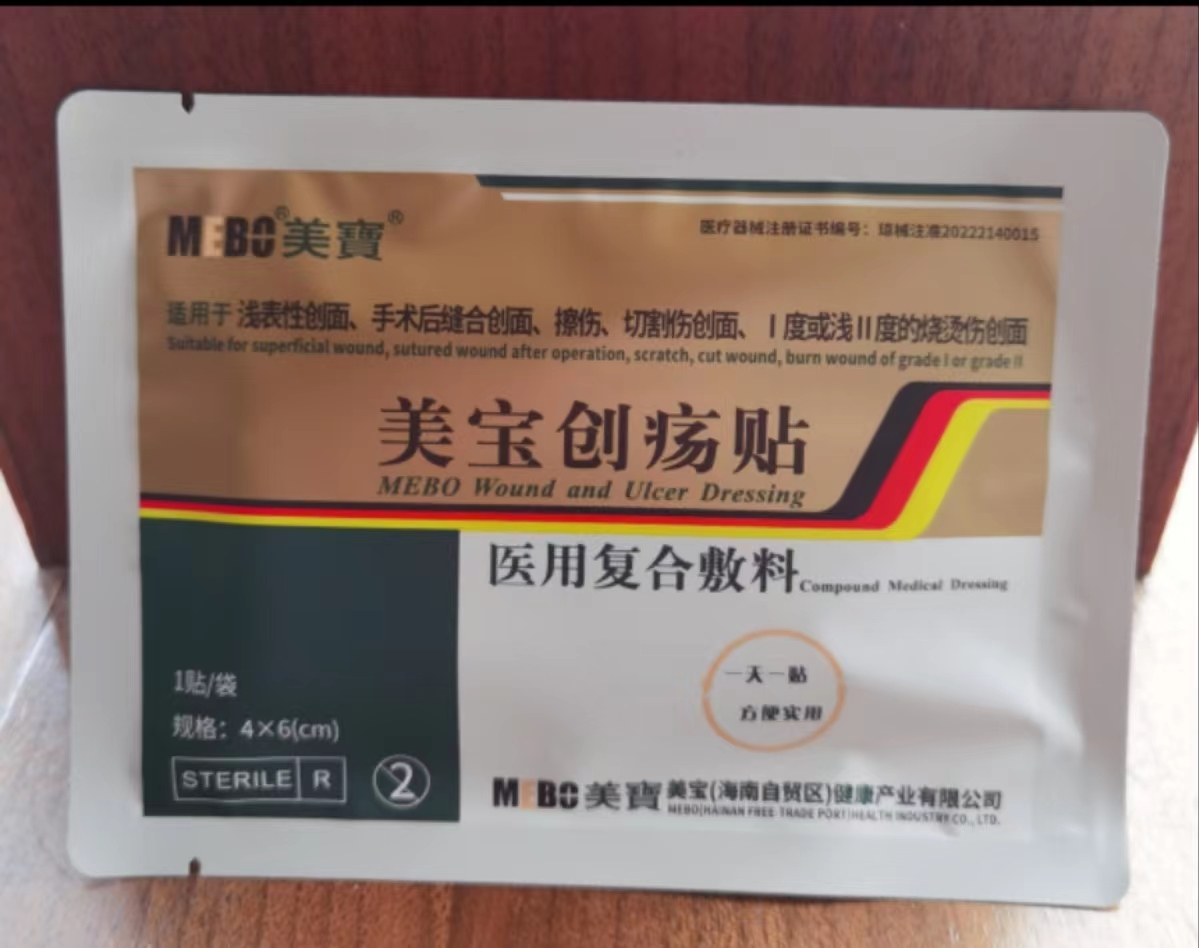 MEBO®美寶®
医疗器械注册证书编号：琼械注准20222140015
适用于 浅表性创面、手术后缝合创面、擦伤、切割伤创面、Ⅰ度或浅Ⅱ度的烧烫伤创面
Suitable for superficial wound, sutured wound after operation, scratch, cut wound, burn wound of grade I or grade II
美宝创疡贴
MEBO Wound and Ulcer Dressing
医用复合敷料 Compound Medical Dressing
一天一贴
方便实用
1贴/袋
规格：4×6(cm)
STERILE R
2
MEBO 美寶 美宝(海南自贸区)健康产业有限公司
MEBO(HAINAN FREE TRADE PORT)HEALTH INDUSTRY CO., LTD.